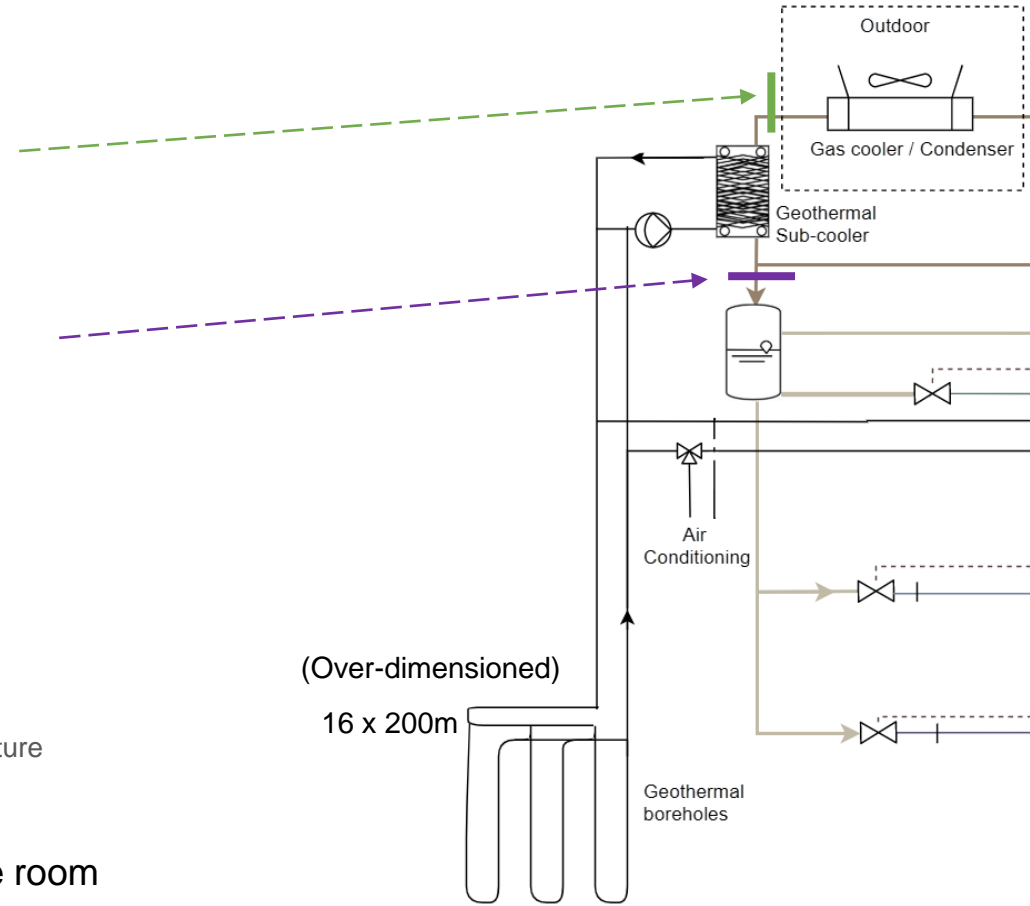 Outdoor
Gas cooler / Condenser
Geothermal
Sub-cooler
Air
Conditioning
(Over-dimensioned)
16 x 200m
ture
Geothermal
boreholes
e room